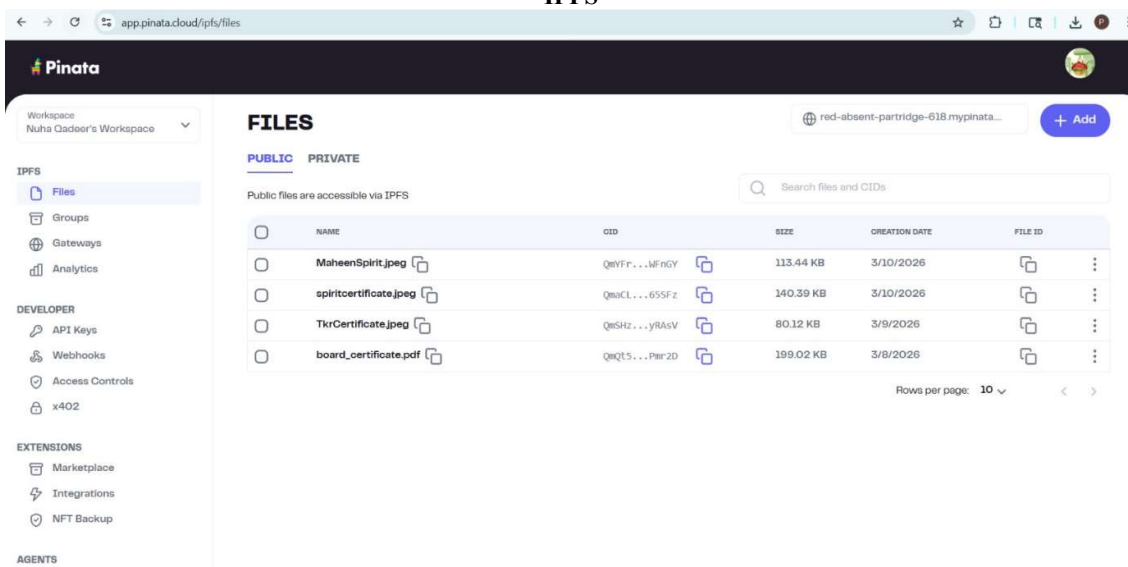 IPFS
app.pinata.cloud/ipfs/files
P
Pinata
Workspace
Nuha Qadeer's Workspace
IPFS
Files
Groups
Gateways
Analytics
DEVELOPER
API Keys
Webhooks
Access Controls
x402
EXTENSIONS
Marketplace
Integrations
NFT Backup
AGENTS
FILES
red-absent-partridge-618.mypinata...
+ Add
PUBLIC PRIVATE
Public files are accessible via IPFS
Search files and CIDs
NAME CID SIZE CREATION DATE FILE ID
MaheenSpirit.jpeg QmYFr...WFnGY 113.44 KB 3/10/2026
spiritcertificate.jpeg QmaCL...65SFz 140.39 KB 3/10/2026
TkrCertificate.jpeg QmSHz...yRAsV 80.12 KB 3/9/2026
board_certificate.pdf QmQt5...Pmr2D 199.02 KB 3/8/2026
Rows per page: 10